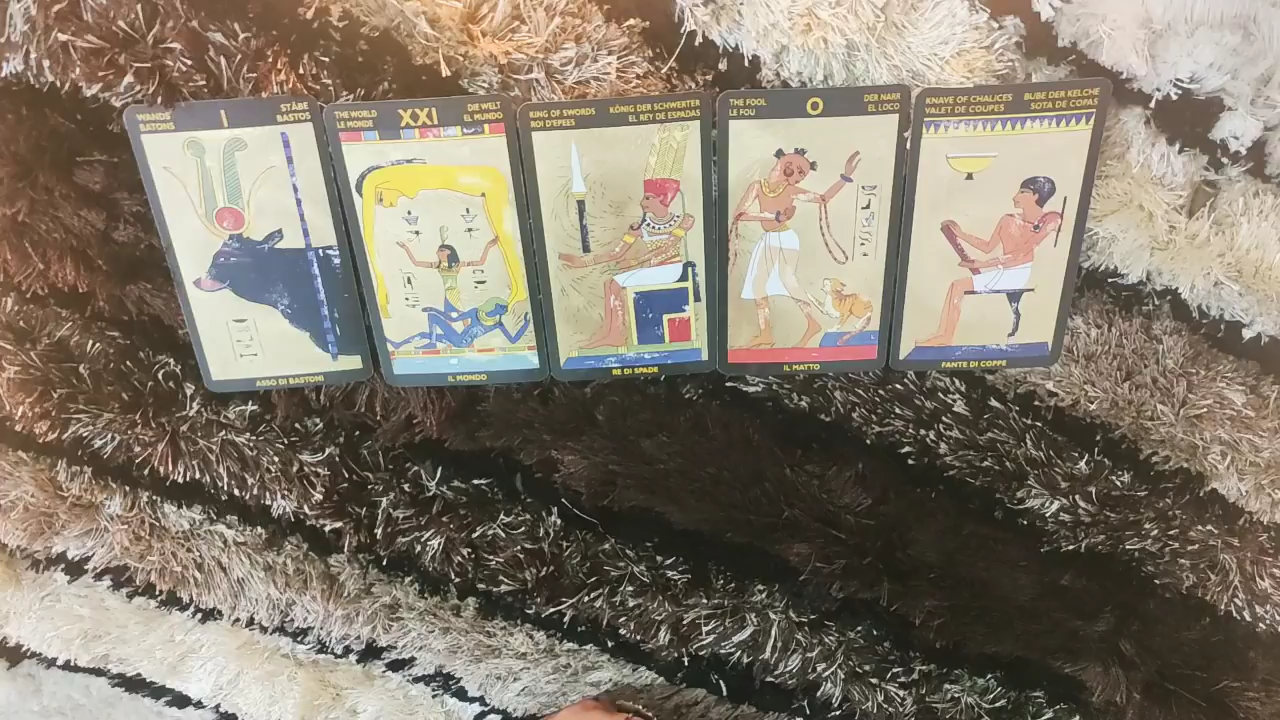 WANDS
BATONS
I
STÄBE
BASTOS
ASSO DI BASTONI
THE WORLD
LE MONDE
XXI
DIE WELT
EL MUNDO
IL MONDO
KING OF SWORDS
ROI D'EPEES
KÖNIG DER SCHWERTER
EL REY DE ESPADAS
RE DI SPADE
THE FOOL
LE FOU
0
DER NARR
EL LOCO
IL MATTO
KNAVE OF CHALICES
VALET DE COUPES
BUBE DER KELCHE
SOTA DE COPAS
FANTE DI COPPE